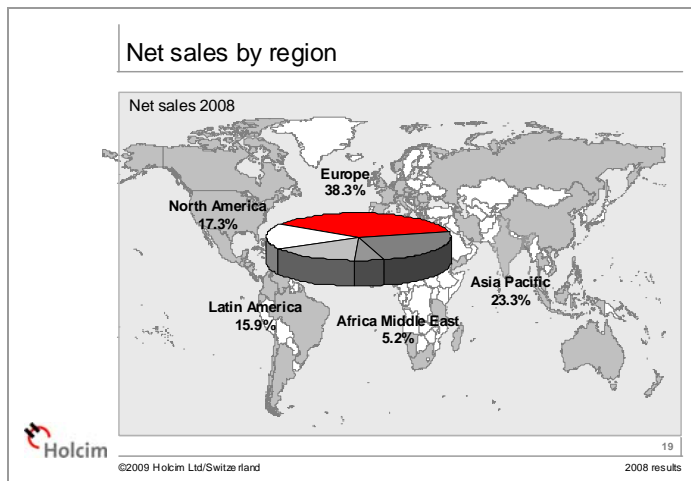 Net sales by region
Net sales 2008
Europe
38.3%
North America
17.3%
Asia Pacific
23.3%
Latin America
15.9%
Africa Middle East
5.2%
Holcim
19
©2009 Holcim Ltd/Switzerland
2008 results